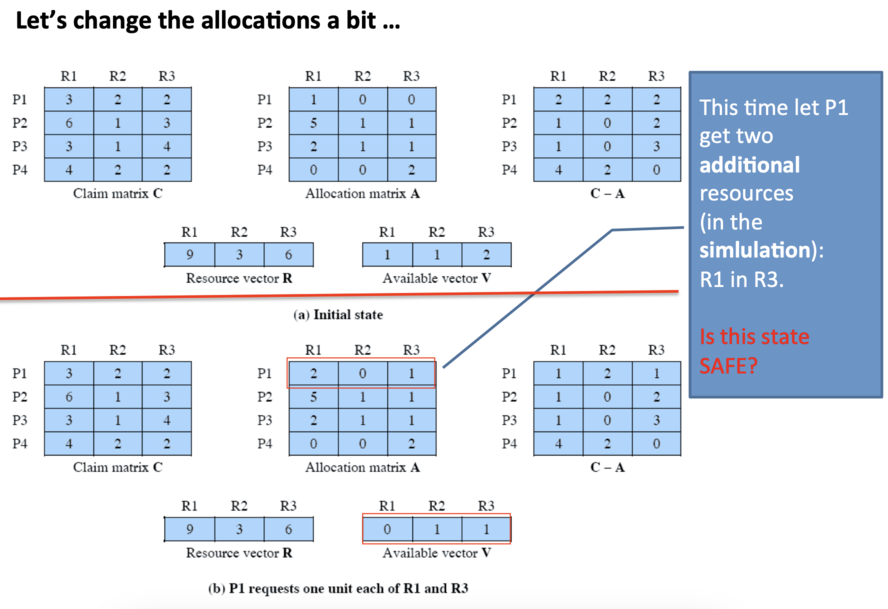 Let's change the allocations a bit ...
R1 R2 R3
P1 3 2 2
P2 6 1 3
P3 3 1 4
P4 4 2 2
Claim matrix C
R1 R2 R3
P1 1 0 0
P2 5 1 1
P3 2 1 1
P4 0 0 2
Allocation matrix A
R1 R2 R3
P1 2 2 2
P2 1 0 2
P3 1 0 3
P4 4 2 0
C – A
R1 R2 R3
9 3 6
Resource vector R
R1 R2 R3
1 1 2
Available vector V
(a) Initial state
This time let P1
get two
additional
resources
(in the
simlulation):
R1 in R3.
Is this state
SAFE?
R1 R2 R3
P1 3 2 2
P2 6 1 3
P3 3 1 4
P4 4 2 2
Claim matrix C
R1 R2 R3
P1 2 0 1
P2 5 1 1
P3 2 1 1
P4 0 0 2
Allocation matrix A
R1 R2 R3
P1 1 2 1
P2 1 0 2
P3 1 0 3
P4 4 2 0
C – A
R1 R2 R3
9 3 6
Resource vector R
R1 R2 R3
0 1 1
Available vector V
(b) P1 requests one unit each of R1 and R3